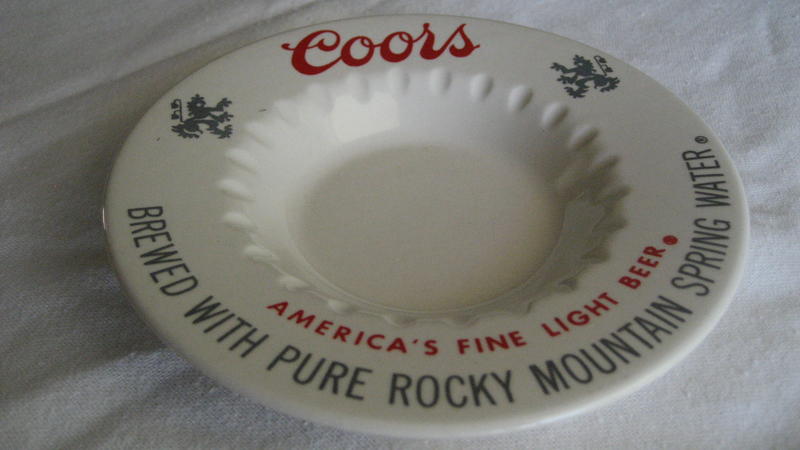 Coors
AMERICA'S FINE LIGHT BEER®
BREWED WITH PURE ROCKY MOUNTAIN SPRING WATER®